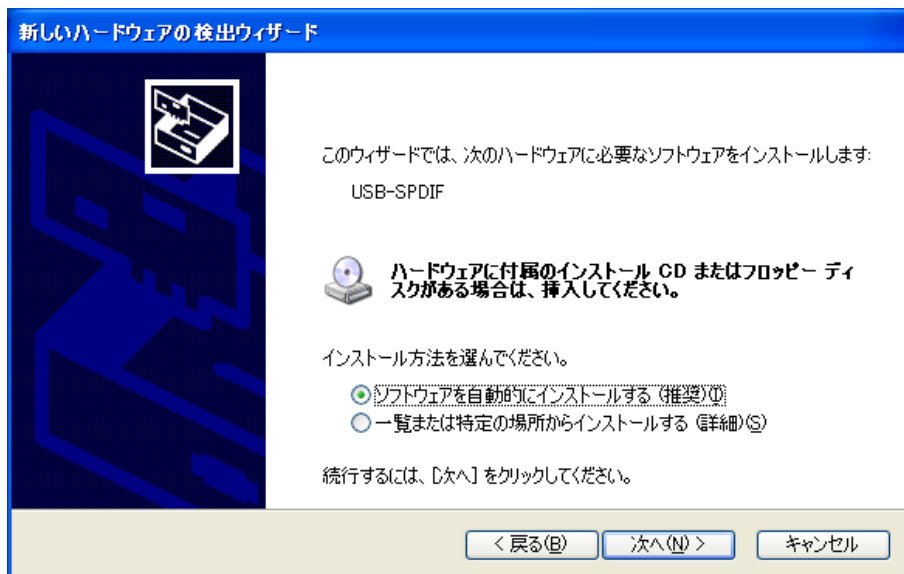 新しいハードウェアの検出ウィザード
このウィザードでは、次のハードウェアに必要なソフトウェアをインストールします:
USB-SPDIF
ハードウェアに付属のインストール CD またはフロッピー ディ
スクがある場合は、挿入してください。
インストール方法を選んでください。
ソフトウェアを自動的にインストールする (推奨)(I)
一覧または特定の場所からインストールする (詳細)(S)
続行するには、[次へ] をクリックしてください。
< 戻る(B)
次へ(N) >
キャンセル